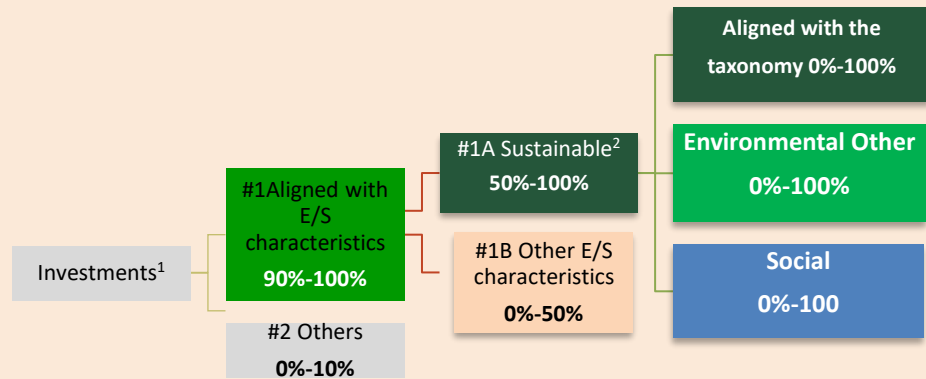 Investments¹
#1Aligned with
E/S
characteristics
90%-100%
#2 Others
0%-10%
#1A Sustainable²
50%-100%
#1B Other E/S
characteristics
0%-50%
Aligned with the
taxonomy 0%-100%
Environmental Other
0%-100%
Social
0%-100